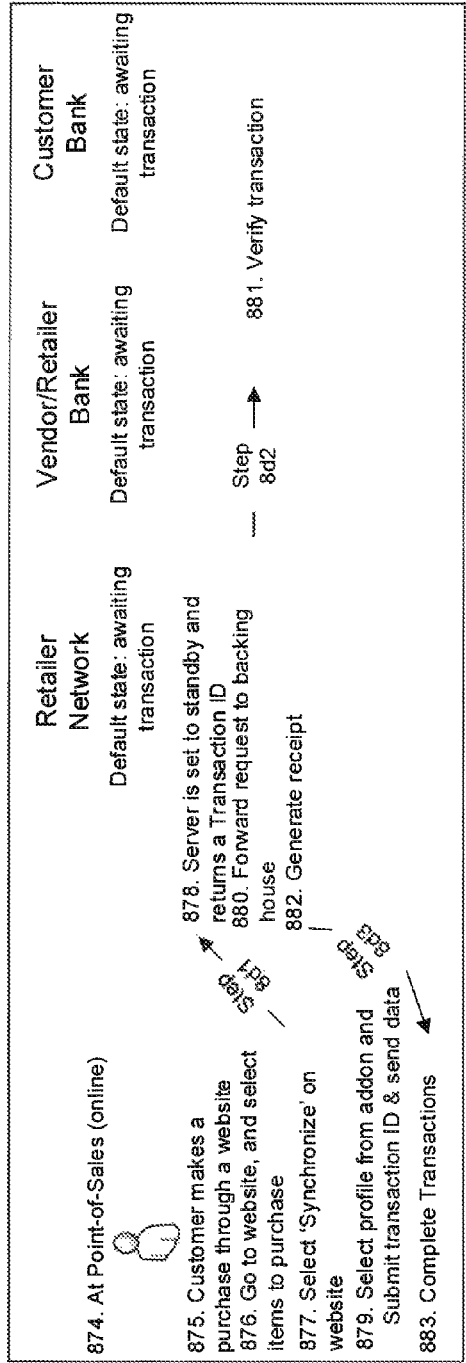 874. At Point-of-Sales (online)
875. Customer makes a
purchase through a website
876. Go to website, and select
items to purchase
877. Select 'Synchronize' on
website
879. Select profile from addon and
Submit transaction ID & send data
883. Complete Transactions
Step
8d1
Step
8d3
Retailer
Network
Default state: awaiting
transaction
878. Server is set to standby and
returns a Transaction ID
880. Forward request to backing
house
882. Generate receipt
Step
8d2
Vendor/Retailer
Bank
Default state: awaiting
transaction
Customer
Bank
Default state: awaiting
transaction
881. Verify transaction